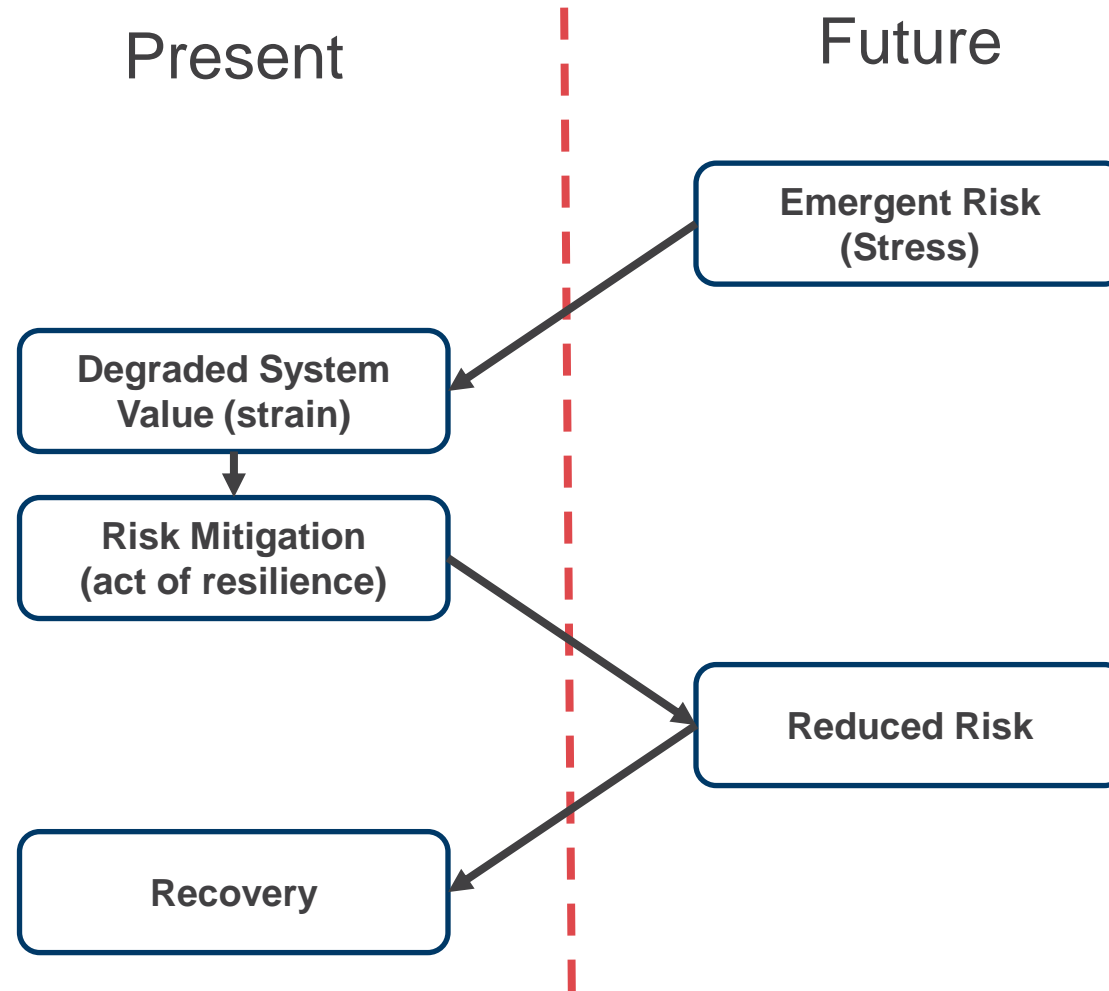 Present
Future
Emergent Risk
(Stress)
Degraded System
Value (strain)
Risk Mitigation
(act of resilience)
Reduced Risk
Recovery